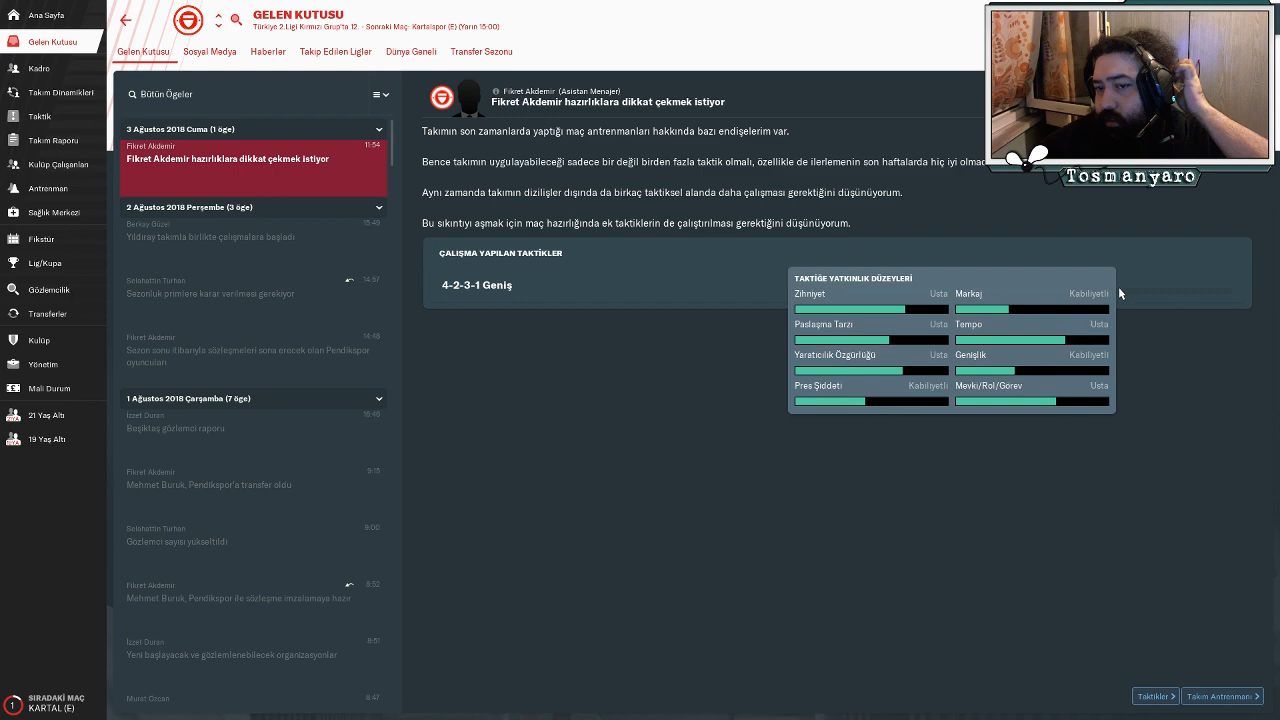 Ana Sayfa
Gelen Kutusu
Kadro
Takım Dinamikleri
Taktik
Takım Raporu
Kulüp Çalışanları
Antrenman
Sağlık Merkezi
Fikstür
Lig/Kupa
Gözlemcilik
Transferler
Kulüp
Yönetim
Mali Durum
21 Yaş Altı
19 Yaş Altı
1
SIRADAKİ MAÇ
KARTAL (E)
GELEN KUTUSU
Türkiye 2.Ligi Kırmızı Grup'ta 12. - Sonraki Maç- Kartalspor (E) (Yarın 15:00)
Gelen Kutusu Sosyal Medya Haberler Takip Edilen Ligler Dünya Geneli Transfer Sezonu
Bütün Ögeler
3 Ağustos 2018 Cuma (1 öge)
Fikret Akdemir 11:54
Fikret Akdemir hazırlıklara dikkat çekmek istiyor
2 Ağustos 2018 Perşembe (3 öge)
Berkay Güzel 15:49
Yıldıray takımla birlikte çalışmalara başladı
Selahattin Turhan 14:57
Sezonluk primlere karar verilmesi gerekiyor
Fikret Akdemir 14:48
Sezon sonu itibarıyla sözleşmeleri sona erecek olan Pendikspor
oyuncuları
1 Ağustos 2018 Çarşamba (7 öge)
İzzet Duran 15:48
Beşiktaş gözlemci raporu
Fikret Akdemir 9:15
Mehmet Buruk, Pendikspor'a transfer oldu
Selahattin Turhan 9:00
Gözlemci sayısı yükseltildi
Fikret Akdemir 8:52
Mehmet Buruk, Pendikspor ile sözleşme imzalamaya hazır
İzzet Duran 8:51
Yeni başlayacak ve gözlemlenebilecek organizasyonlar
Murat Özcan 8:47
Fikret Akdemir (Asistan Menajer)
Fikret Akdemir hazırlıklara dikkat çekmek istiyor
Takımın son zamanlarda yaptığı maç antrenmanları hakkında bazı endişelerim var.
Bence takımın uygulayabileceği sadece bir değil birden fazla taktik olmalı, özellikle de ilerlemenin son haftalarda hiç iyi
Aynı zamanda takımın dizilişler dışında da birkaç taktiksel alanda daha çalışması gerektiğini düşünüyorum.
Bu sıkıntıyı aşmak için maç hazırlığında ek taktiklerin de çalıştırılması gerektiğini düşünüyorum.
ÇALIŞMA YAPILAN TAKTİKLER
4-2-3-1 Geniş
TAKTİĞE YATKINLIK DÜZEYLERİ
Zihniyet Usta Markaj Kabiliyetli
Paslaşma Tarzı Usta Tempo Usta
Yaratıcılık Özgürlüğü Usta Genişlik Kabiliyetli
Pres Şiddeti Kabiliyetli Mevki/Rol/Görev Usta
Taktikler Takım Antrenmanı
Tosmanyaro